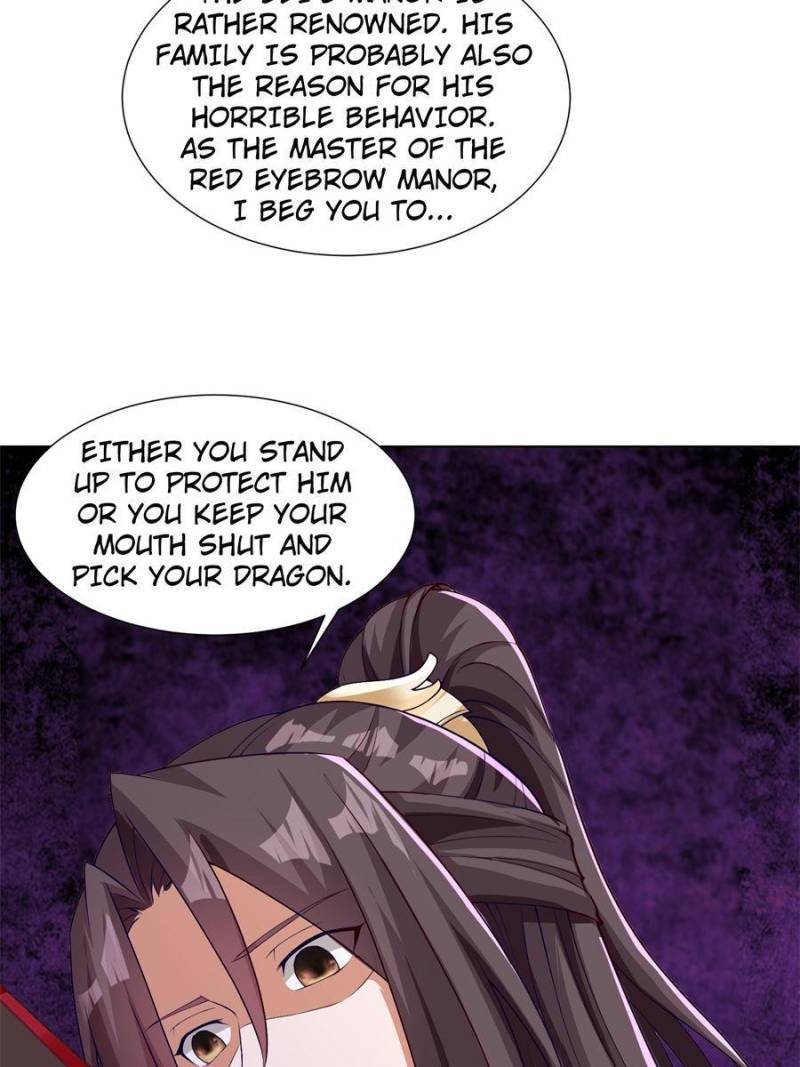 RATHER RENOWNED. HIS
FAMILY IS PROBABLY ALSO
THE REASON FOR HIS
HORRIBLE BEHAVIOR.
AS THE MASTER OF THE
RED EYEBROW MANOR,
I BEG YOU TO...
EITHER YOU STAND
UP TO PROTECT HIM
OR YOU KEEP YOUR
MOUTH SHUT AND
PICK YOUR DRAGON.